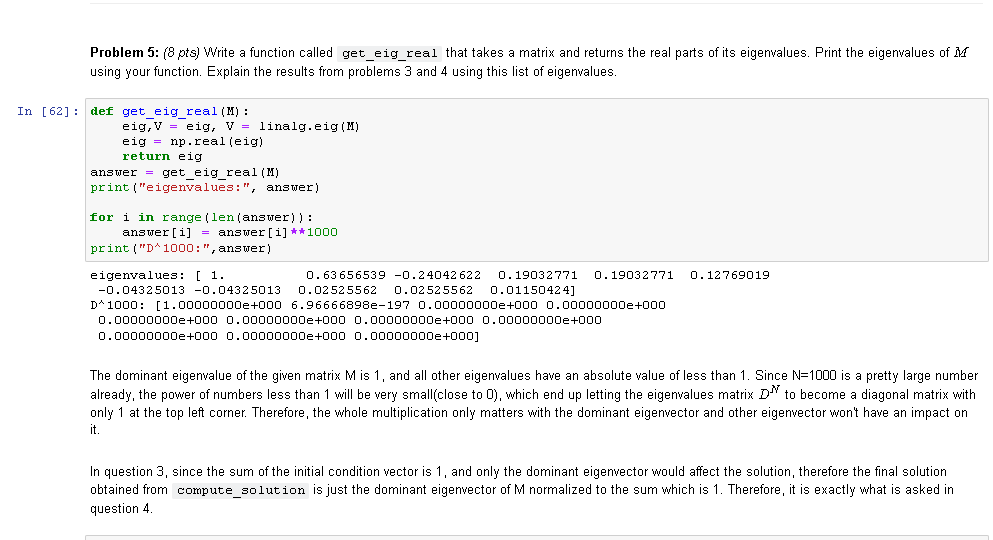 Problem 5: (8 pts) Write a function called get_eig_real that takes a matrix and returns the real parts of its eigenvalues. Print the eigenvalues of M
using your function. Explain the results from problems 3 and 4 using this list of eigenvalues.
In [62]: def get_eig_real(M):
    eig,V = eig, V = linalg.eig(M)
    eig = np.real(eig)
    return eig
answer = get_eig_real(M)
print("eigenvalues:", answer)

for i in range(len(answer)):
    answer[i] = answer[i]**1000
print("D^1000:",answer)
eigenvalues: [ 1.          0.63656539 -0.24042622  0.19032771  0.19032771  0.12769019
 -0.04325013 -0.04325013  0.02525562  0.02525562  0.01150424]
D^1000: [1.00000000e+000 6.96666898e-197 0.00000000e+000 0.00000000e+000
 0.00000000e+000 0.00000000e+000 0.00000000e+000 0.00000000e+000
 0.00000000e+000 0.00000000e+000 0.00000000e+000]
The dominant eigenvalue of the given matrix M is 1, and all other eigenvalues have an absolute value of less than 1. Since N=1000 is a pretty large number
already, the power of numbers less than 1 will be very small(close to 0), which end up letting the eigenvalues matrix D^N to become a diagonal matrix with
only 1 at the top left corner. Therefore, the whole multiplication only matters with the dominant eigenvector and other eigenvector won't have an impact on
it.
In question 3, since the sum of the initial condition vector is 1, and only the dominant eigenvector would affect the solution, therefore the final solution
obtained from compute_solution is just the dominant eigenvector of M normalized to the sum which is 1. Therefore, it is exactly what is asked in
question 4.